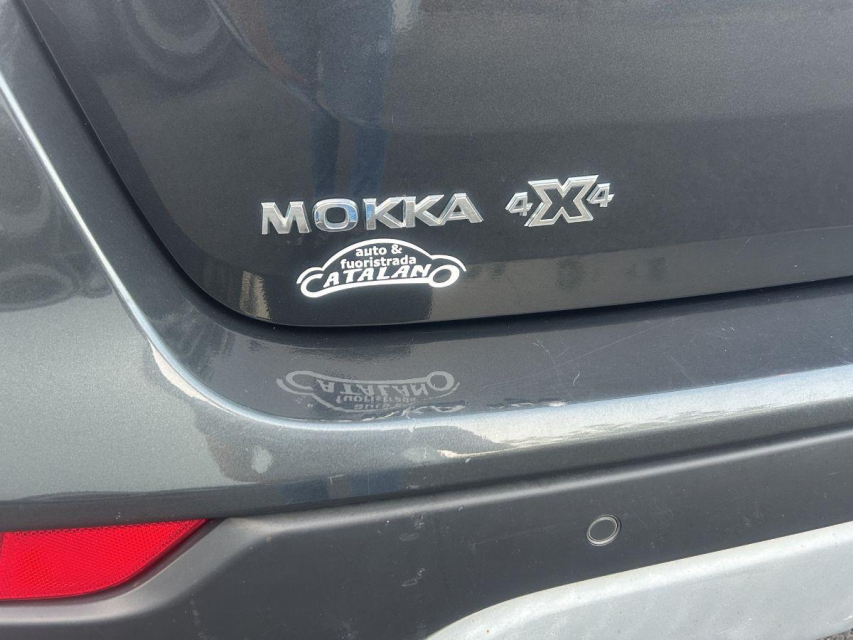 MOKKA 4X4
auto &
fuoristrada
CATALANO